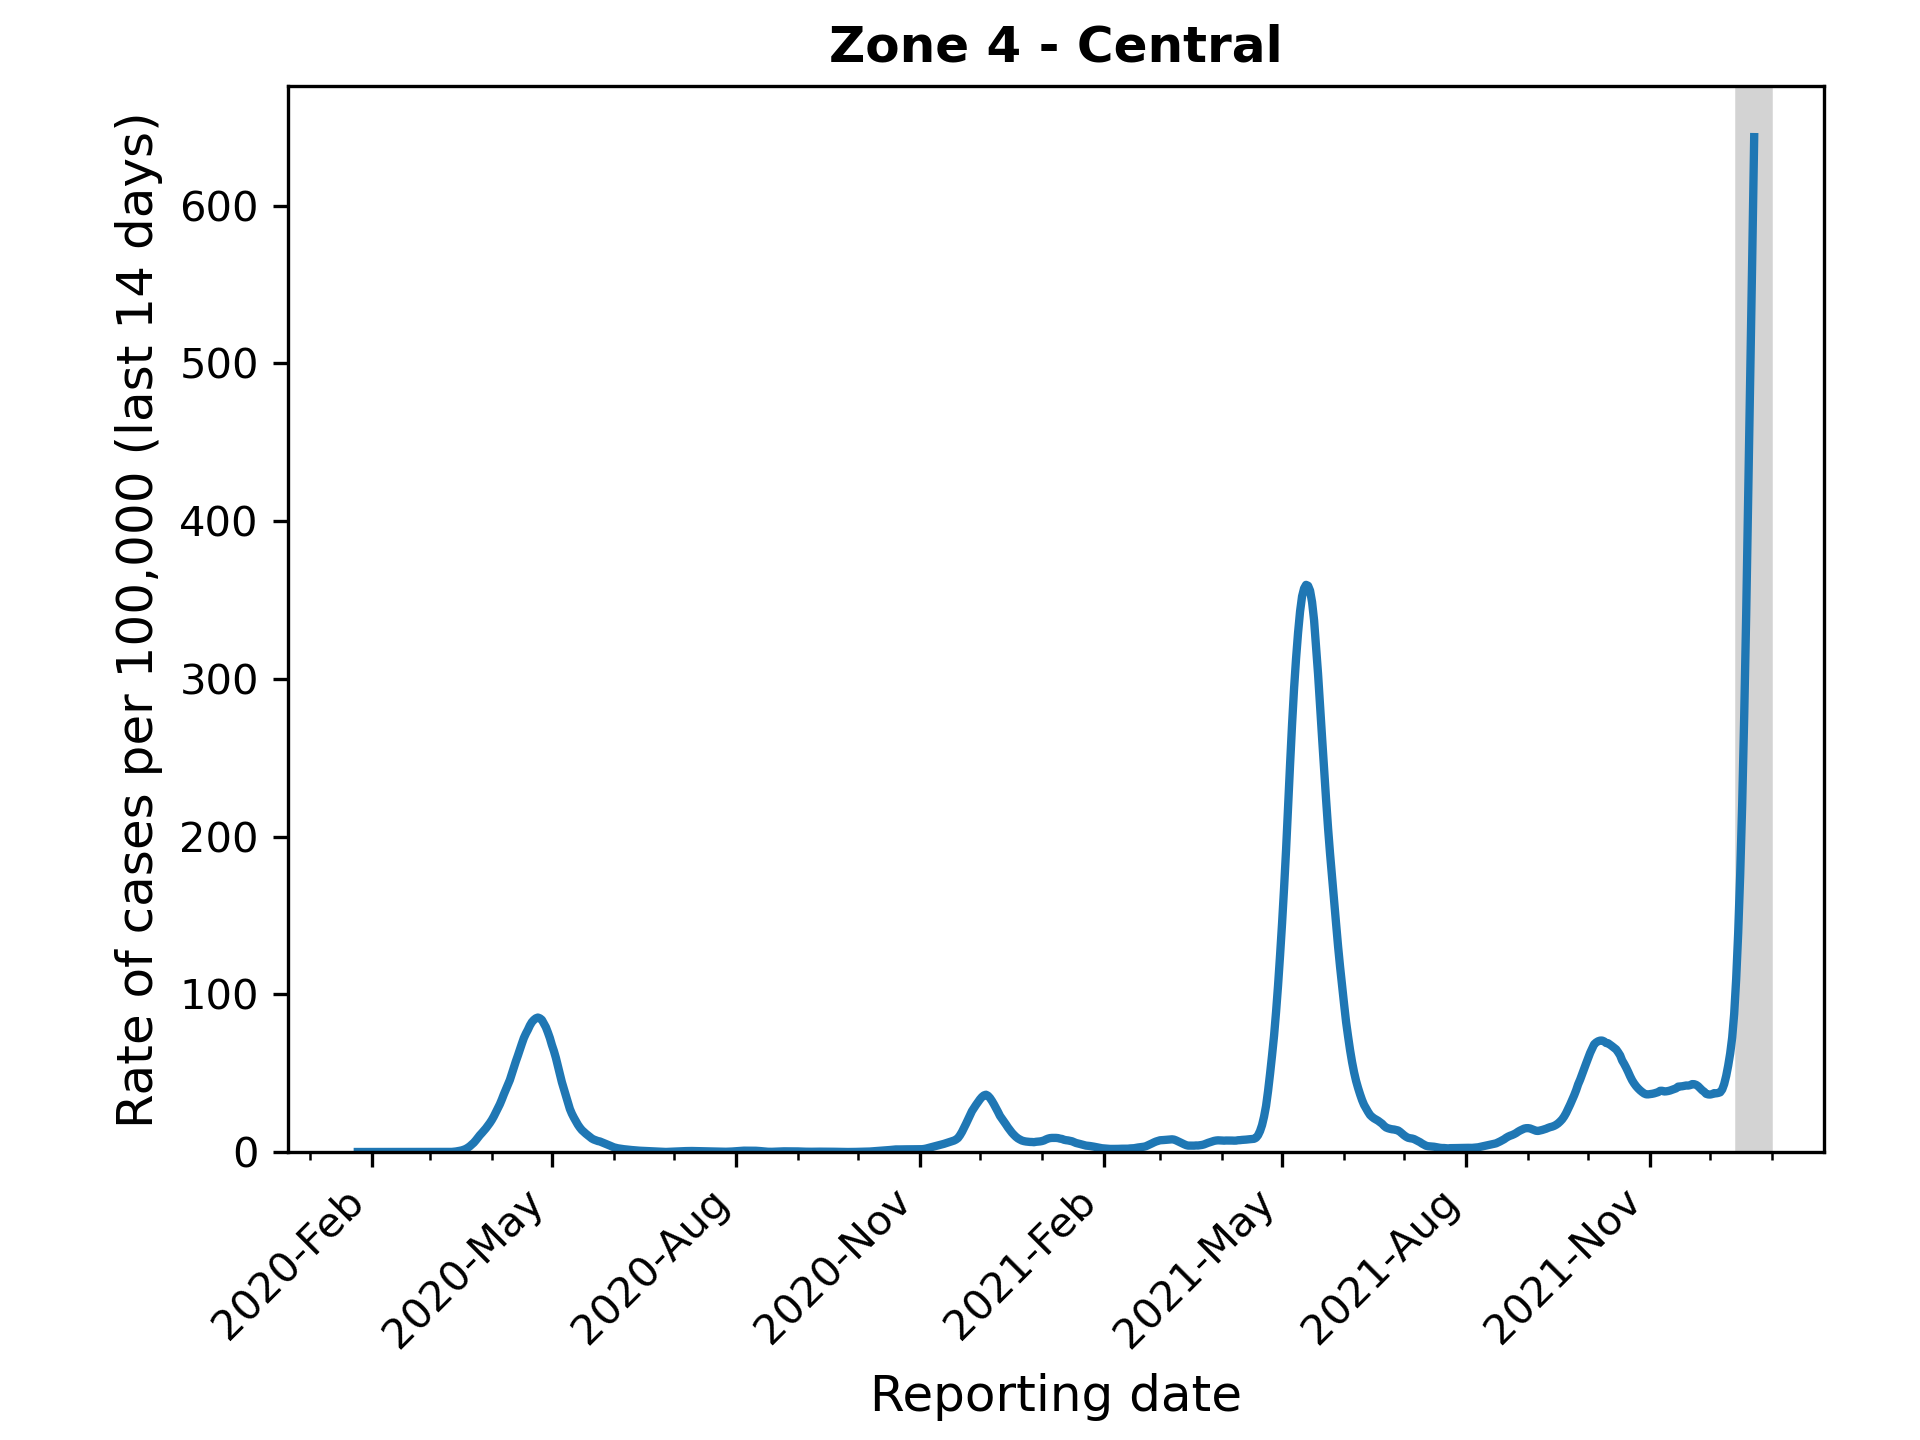 Zone 4 - Central
Rate of cases per 100,000 (last 14 days)
600
500
400
300
200
100
0
2020-Feb
2020-May
2020-Aug
2020-Nov
2021-Feb
2021-May
2021-Aug
2021-Nov
Reporting date